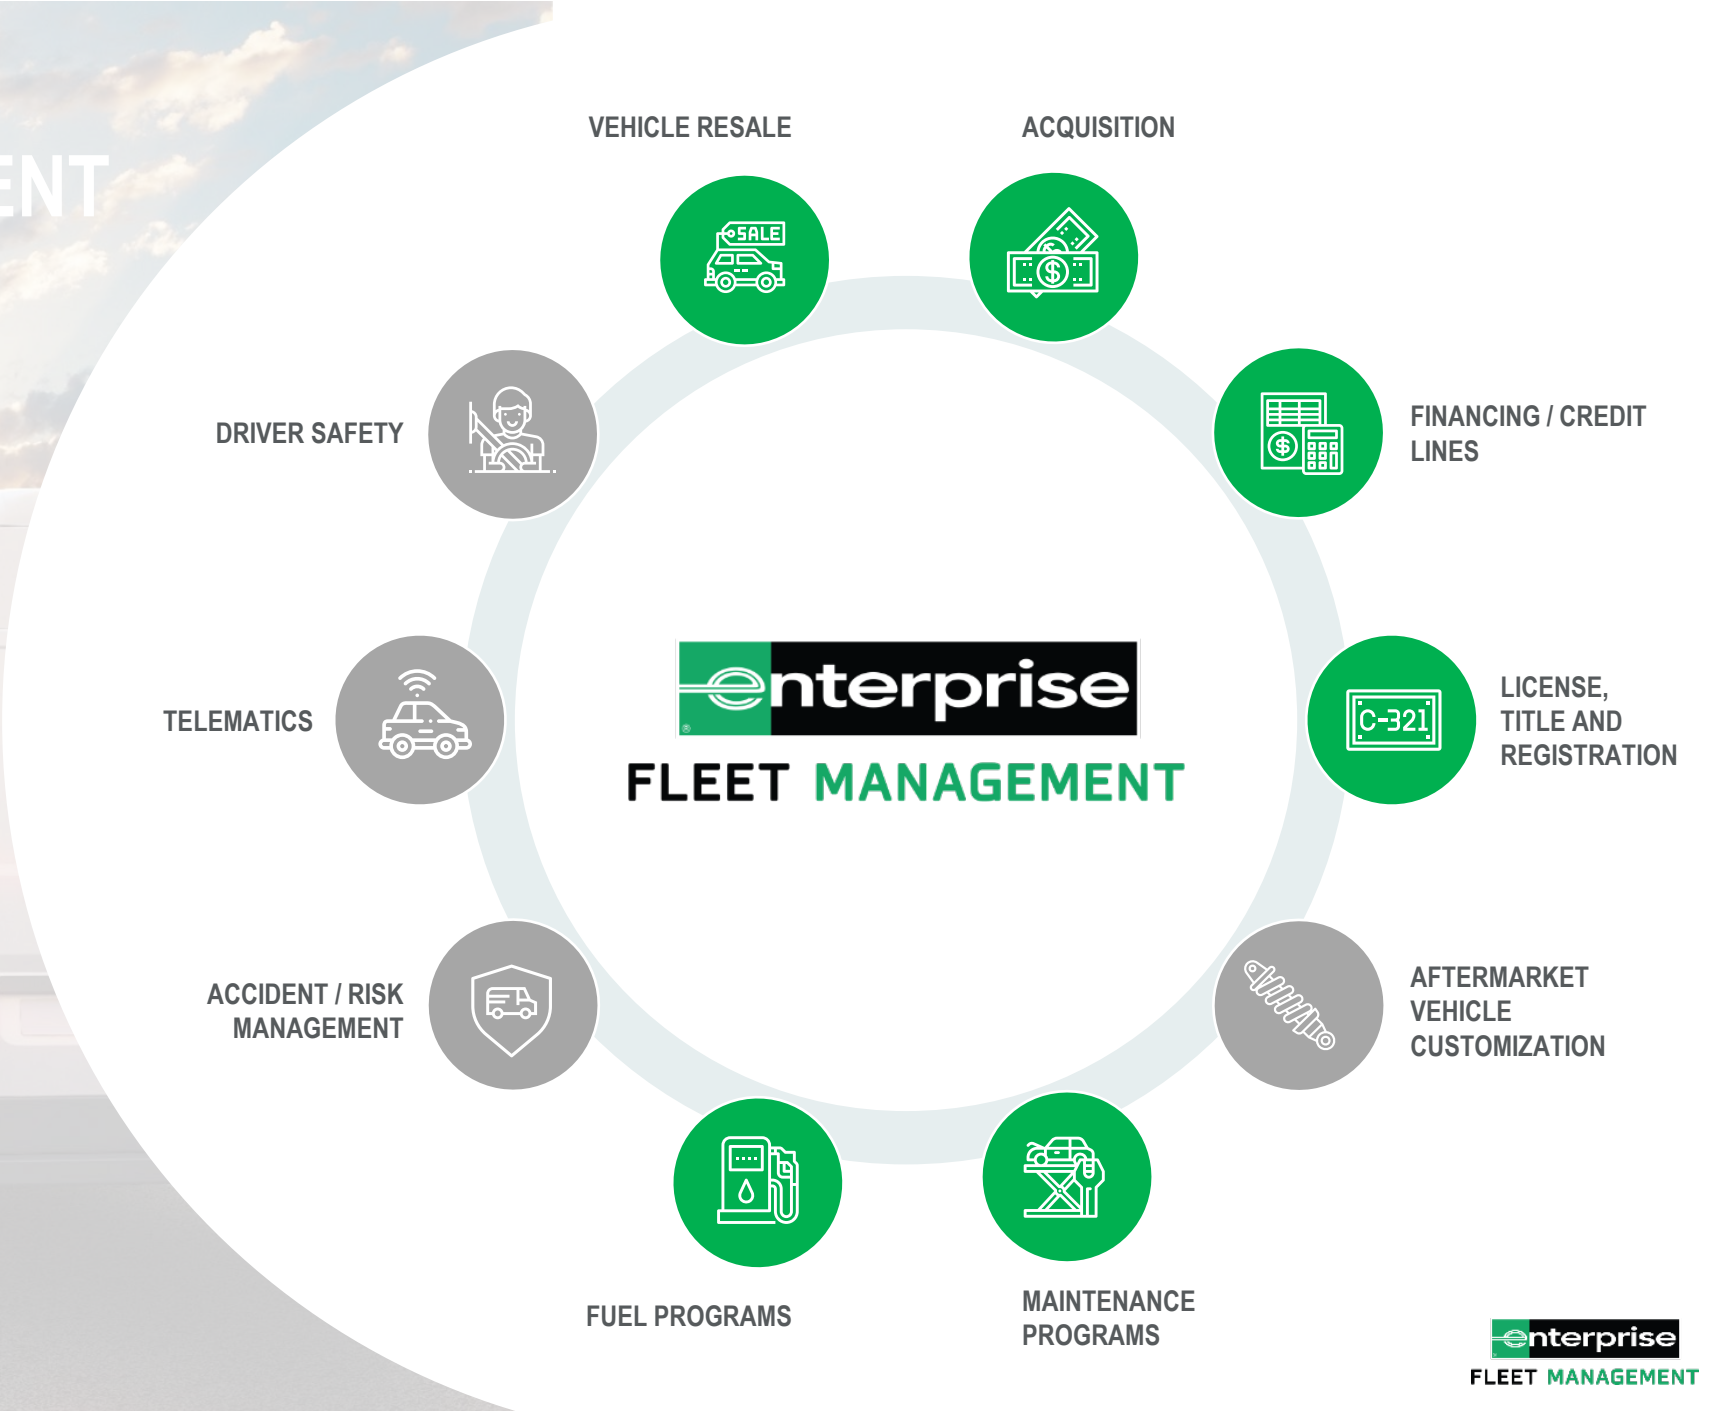 ENT
VEHICLE RESALE
ACQUISITION
SALE
DRIVER SAFETY
FINANCING / CREDIT
LINES
TELEMATICS
enterprise
®
FLEET MANAGEMENT
C-321
LICENSE,
TITLE AND
REGISTRATION
ACCIDENT / RISK
MANAGEMENT
AFTERMARKET
VEHICLE
CUSTOMIZATION
FUEL PROGRAMS
MAINTENANCE
PROGRAMS
enterprise
FLEET MANAGEMENT